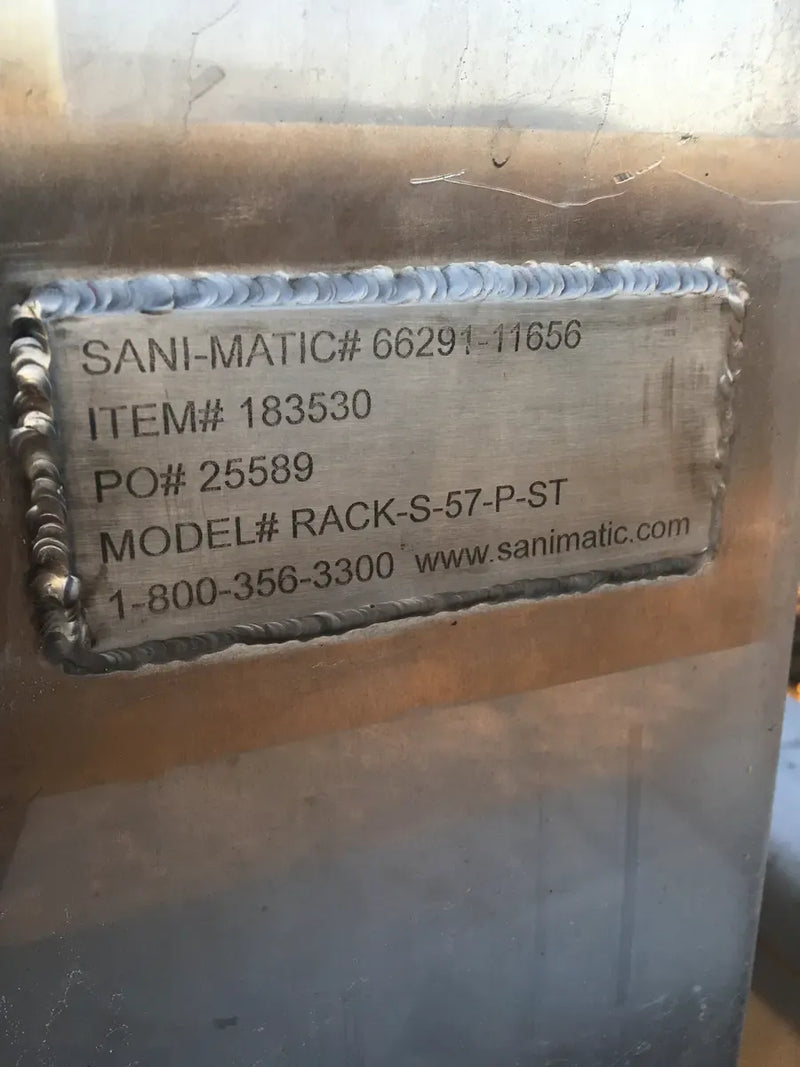 SANI-MATIC# 66291-11656
ITEM# 183530
PO# 25589
MODEL# RACK-S-57-P-ST
1-800-356-3300 www.sanimatic.com